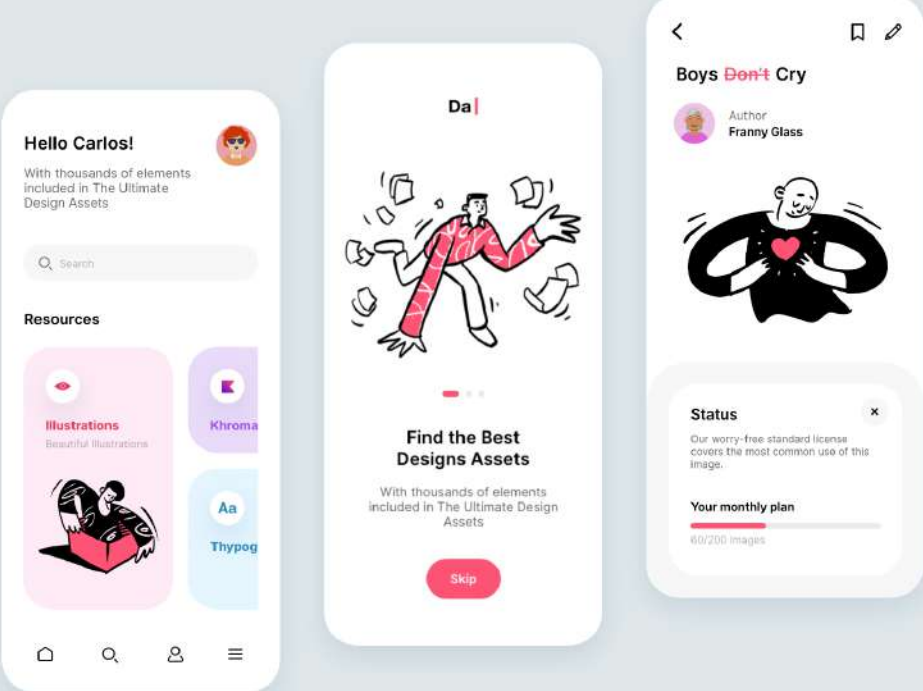 Hello Carlos!
With thousands of elements
included in The Ultimate
Design Assets
Search
Resources
Illustrations
Beautiful Illustrations
Khroma
Aa
Thypog
Da|
Find the Best
Designs Assets
With thousands of elements
included in The Ultimate Design
Assets
Skip
Boys Don't Cry
Author
Franny Glass
Status
Our worry-free standard license
covers the most common use of this
image.
Your monthly plan
60/200 images